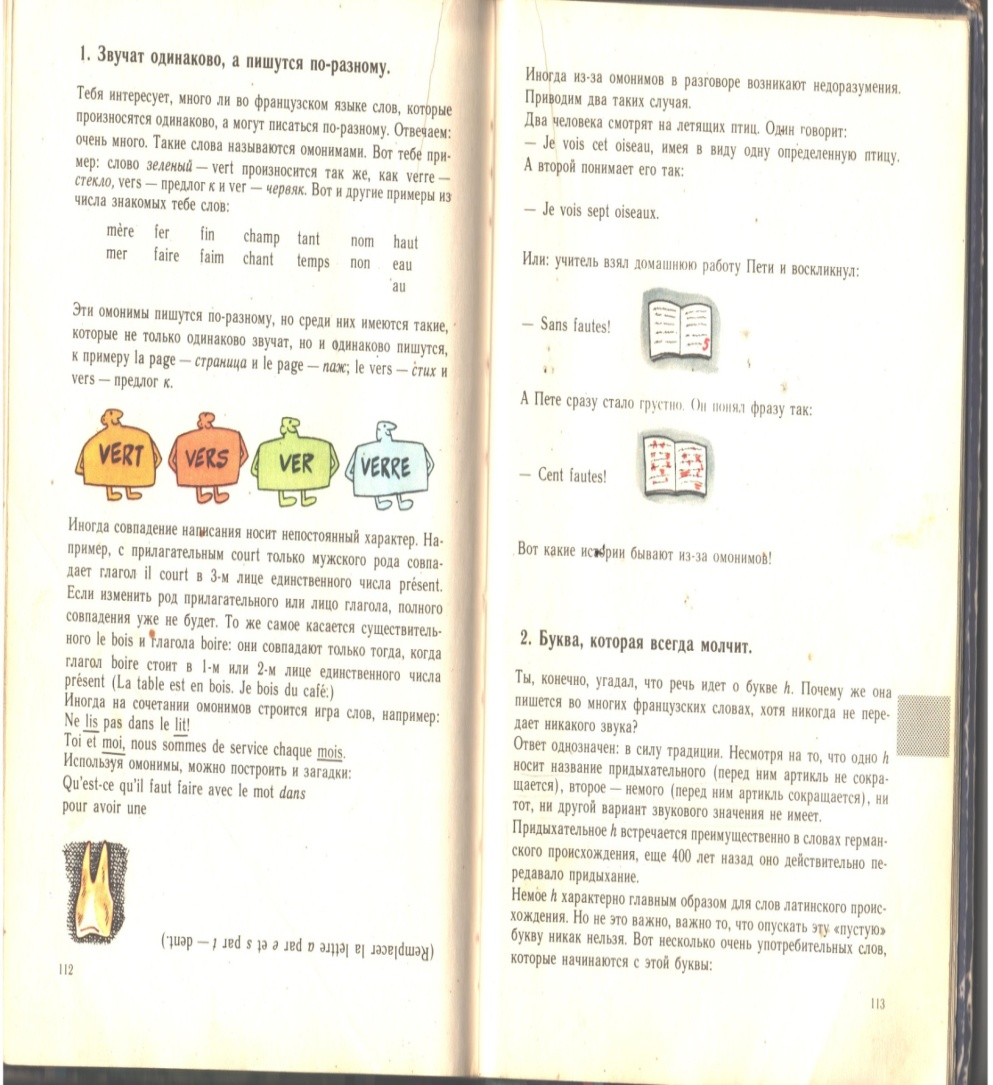 1. Звучат одинаково, а пишутся по-разному.
Тебя интересует, много ли во французском языке слов, которые
произносятся одинаково, а могут писаться по-разному. Отвечаем:
очень много. Такие слова называются омонимами. Вот тебе при-
мер: слово зеленый — vert произносится так же, как verre —
стекло, vers — предлог к и ver — червяк. Вот и другие примеры из
числа знакомых тебе слов:
mère fer fin champ tant nom haut
mer faire faim chant temps non eau
au
Эти омонимы пишутся по-разному, но среди них имеются такие,
которые не только одинаково звучат, но и одинаково пишутся,
к примеру la page — страница и le page — паж; le vers — стих и
vers — предлог к.
VERT VERS VER VERRE
Иногда совпадение написания носит непостоянный характер. На-
пример, с прилагательным court только мужского рода совпа-
дает глагол il court в 3-м лице единственного числа présent.
Если изменить род прилагательного или лицо глагола, полного
совпадения уже не будет. То же самое касается существитель-
ного le bois и глагола boire: они совпадают только тогда, когда
глагол boire стоит в 1-м или 2-м лице единственного числа
présent (La table est en bois. Je bois du café.)
Иногда на сочетании омонимов строится игра слов, например:
Ne lis pas dans le lit!
Toi et moi, nous sommes de service chaque mois.
Используя омонимы, можно построить и загадки:
Qu'est-ce qu'il faut faire avec le mot dans
pour avoir une
(Remplacer la lettre a par e et s par t — dent.)
112
Иногда из-за омонимов в разговоре возникают недоразумения.
Приводим два таких случая.
Два человека смотрят на летящих птиц. Один говорит:
— Je vois cet oiseau, имея в виду одну определенную птицу.
А второй понимает его так:
— Je vois sept oiseaux.
Или: учитель взял домашнюю работу Пети и воскликнул:
— Sans fautes!
5
А Пете сразу стало грустно. Он понял фразу так:
— Cent fautes!
Вот какие истории бывают из-за омонимов!
2. Буква, которая всегда молчит.
Ты, конечно, угадал, что речь идет о букве h. Почему же она
пишется во многих французских словах, хотя никогда не пере-
дает никакого звука?
Ответ однозначен: в силу традиции. Несмотря на то, что одно h
носит название придыхательного (перед ним артикль не сокра-
щается), второе — немого (перед ним артикль сокращается), ни
тот, ни другой вариант звукового значения не имеет.
Придыхательное h встречается преимущественно в словах герман-
ского происхождения, еще 400 лет назад оно действительно пе-
редавало придыхание.
Немое h характерно главным образом для слов латинского проис-
хождения. Но не это важно, важно то, что опускать эту «пустую»
букву никак нельзя. Вот несколько очень употребительных слов,
которые начинаются с этой буквы:
113